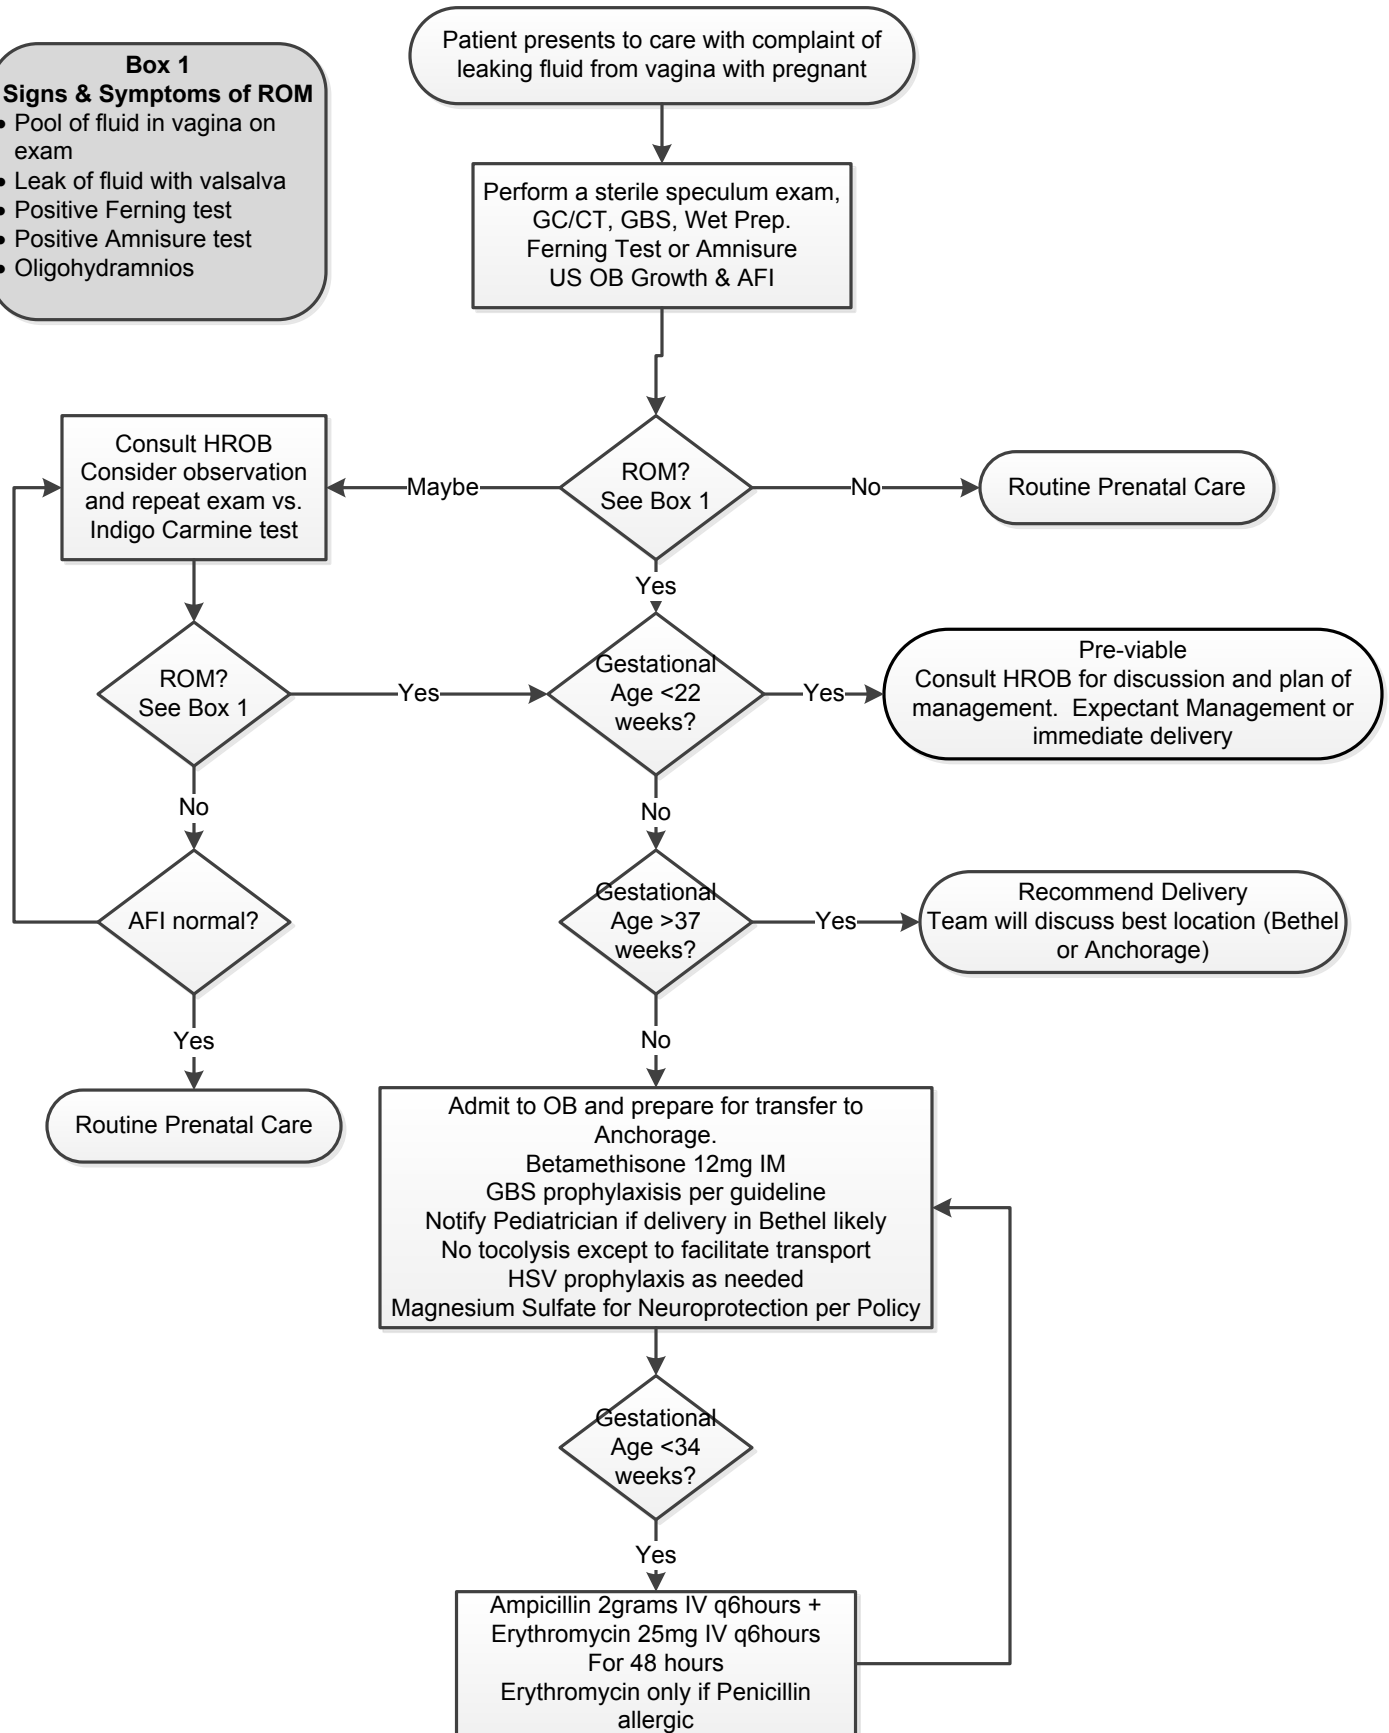 Patient presents to care with complaint of
leaking fluid from vagina with pregnant
Box 1
Signs & Symptoms of ROM
• Pool of fluid in vagina on
exam
• Leak of fluid with valsalva
• Positive Ferning test
• Positive Amnisure test
• Oligohydramnios
Perform a sterile speculum exam,
GC/CT, GBS, Wet Prep.
Ferning Test or Amnisure
US OB Growth & AFI
Consult HROB
Consider observation
and repeat exam vs.
Indigo Carmine test
Maybe
ROM?
See Box 1
No
Routine Prenatal Care
Yes
ROM?
See Box 1
Yes
Gestational
Age <22
weeks?
Yes
Pre-viable
Consult HROB for discussion and plan of
management.  Expectant Management or
immediate delivery
No
No
AFI normal?
Gestational
Age >37
weeks?
Yes
Recommend Delivery
Team will discuss best location (Bethel
or Anchorage)
Yes
No
Routine Prenatal Care
Admit to OB and prepare for transfer to
Anchorage.
Betamethisone 12mg IM
GBS prophylaxisis per guideline
Notify Pediatrician if delivery in Bethel likely
No tocolysis except to facilitate transport
HSV prophylaxis as needed
Magnesium Sulfate for Neuroprotection per Policy
Gestational
Age <34
weeks?
Yes
Ampicillin 2grams IV q6hours +
Erythromycin 25mg IV q6hours
For 48 hours
Erythromycin only if Penicillin
allergic